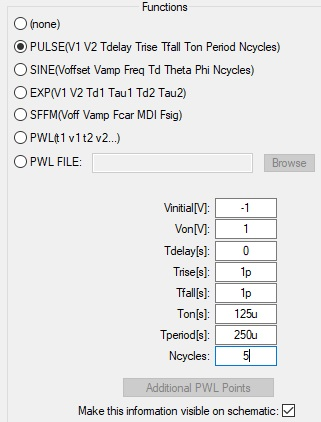 Functions
(none)
PULSE(V1 V2 Tdelay Trise Tfall Ton Period Ncycles)
SINE(Voffset Vamp Freq Td Theta Phi Ncycles)
EXP(V1 V2 Td1 Tau1 Td2 Tau2)
SFFM(Voff Vamp Fcar MDI Fsig)
PWL(t1 v1 t2 v2...)
PWL FILE: Browse
Vinitial[V]: -1
Von[V]: 1
Tdelay[s]: 0
Trise[s]: 1p
Tfall[s]: 1p
Ton[s]: 125u
Tperiod[s]: 250u
Ncycles: 5
Additional PWL Points
Make this information visible on schematic: